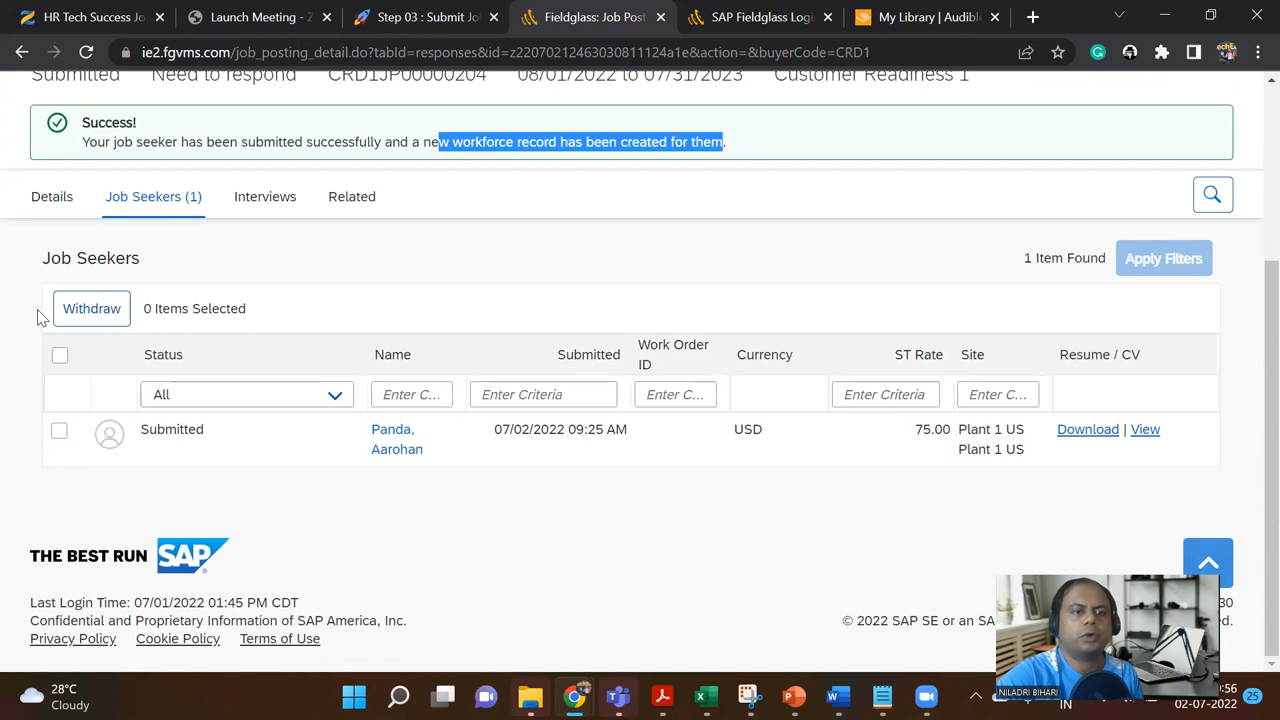 HR Tech Success Jo
Launch Meeting - Z
Step 03 : Submit Jo
Fieldglass: Job Post
SAP Fieldglass Logi
My Library | Audibl
ie2.fgvms.com/job_posting_detail.do?tabId=responses&id=z22070212463030811124a1e&action=&buyerCode=CRD1
Submitted Need to respond CRD1JP00000204 08/01/2022 to 07/31/2023 Customer Readiness 1
Success!
Your job seeker has been submitted successfully and a new workforce record has been created for them.
Details Job Seekers (1) Interviews Related
Job Seekers 1 Item Found Apply Filters
Withdraw 0 Items Selected
Status Name Submitted Work Order ID Currency ST Rate Site Resume / CV
All Enter C... Enter Criteria Enter C... Enter Criteria Enter C...
Submitted Panda, 07/02/2022 09:25 AM USD 75.00 Plant 1 US Download | View
Aarohan Plant 1 US
THE BEST RUN SAP
Last Login Time: 07/01/2022 01:45 PM CDT 30
Confidential and Proprietary Information of SAP America, Inc. © 2022 SAP SE or an SA d.
Privacy Policy Cookie Policy Terms of Use
NILADRI BIHARI
28°C
Cloudy
IN
:56
02-07-2022
25